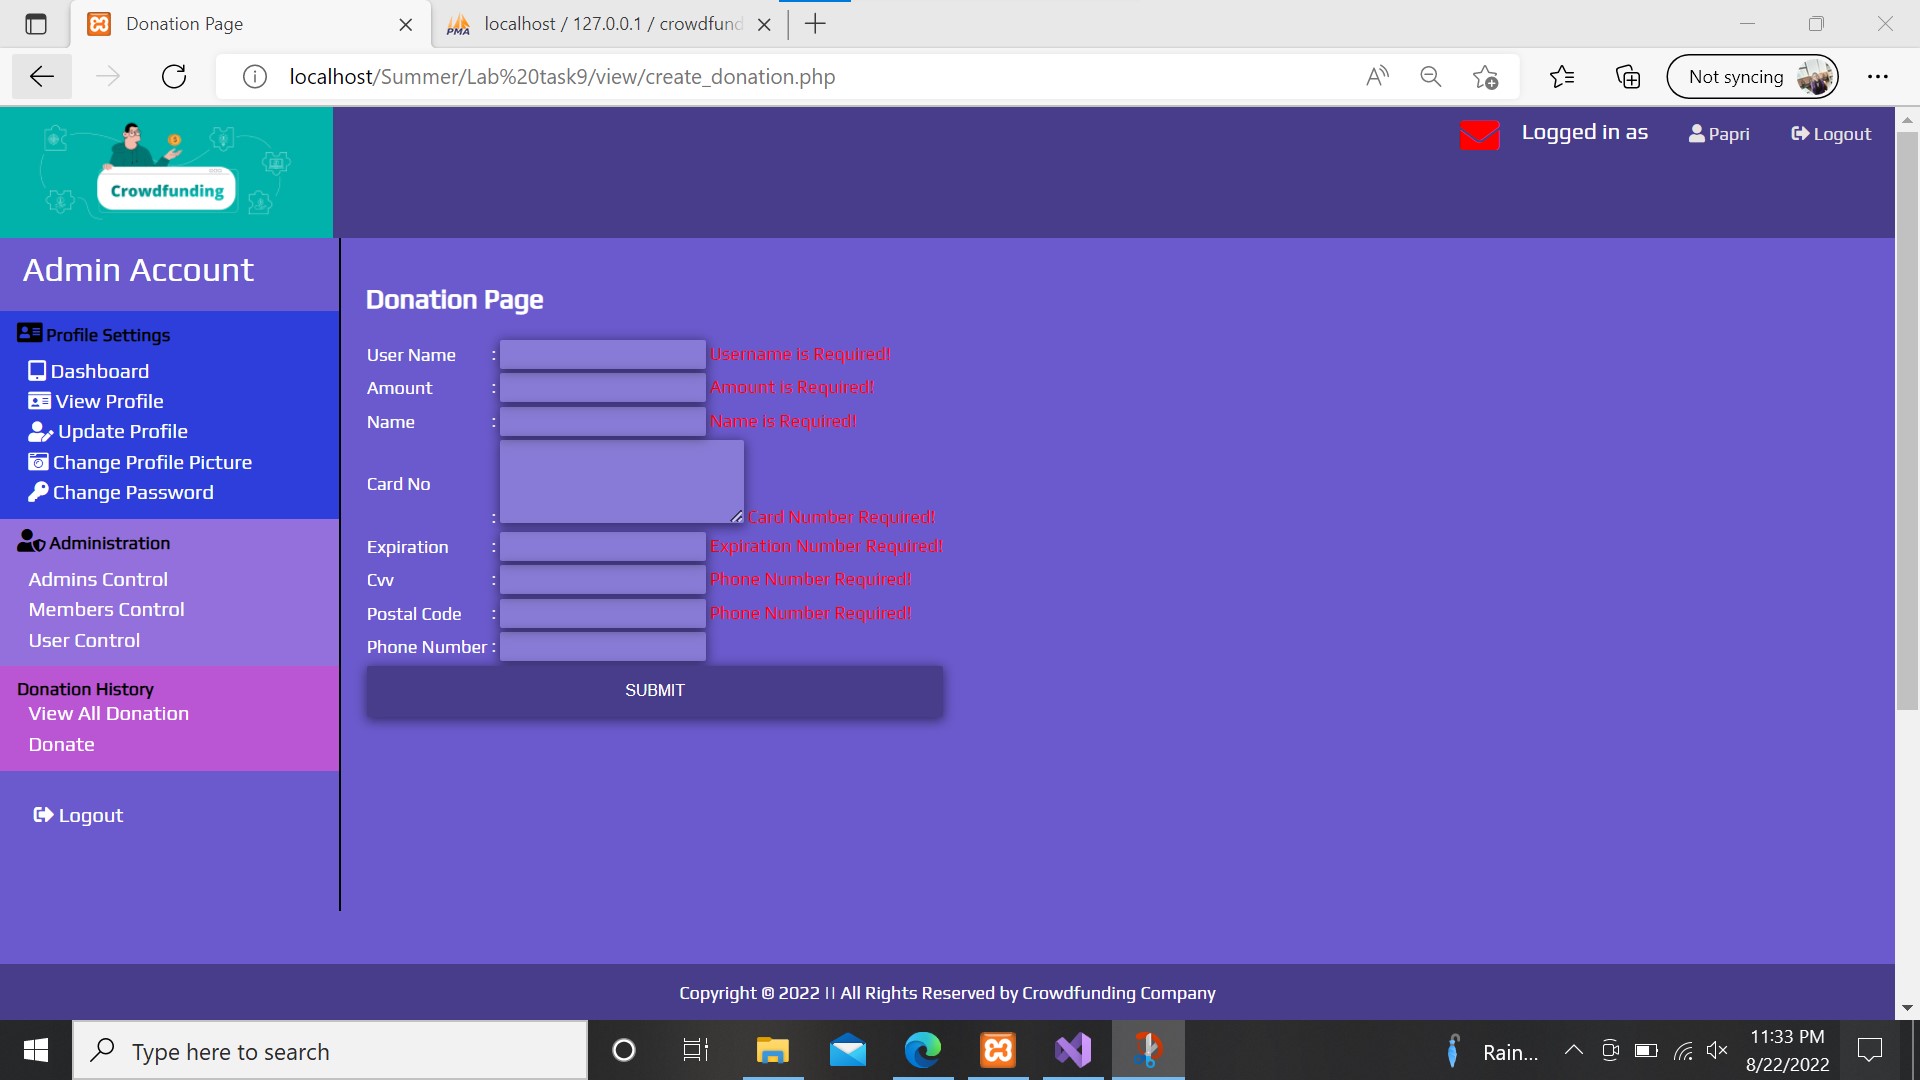 Donation Page
PMA localhost / 127.0.0.1 / crowdfund
localhost/Summer/Lab%20task9/view/create_donation.php
Not syncing
Crowdfunding
Logged in as Papri Logout
Admin Account
Profile Settings
Dashboard
View Profile
Update Profile
Change Profile Picture
Change Password
Administration
Admins Control
Members Control
User Control
Donation History
View All Donation
Donate
Logout
Donation Page
User Name : Username is Required!
Amount : Amount is Required!
Name : Name is Required!
Card No : Card Number Required!
Expiration : Expiration Number Required!
Cvv : Phone Number Required!
Postal Code : Phone Number Required!
Phone Number :
SUBMIT
Copyright © 2022 || All Rights Reserved by Crowdfunding Company
Type here to search
Rain...
11:33 PM
8/22/2022